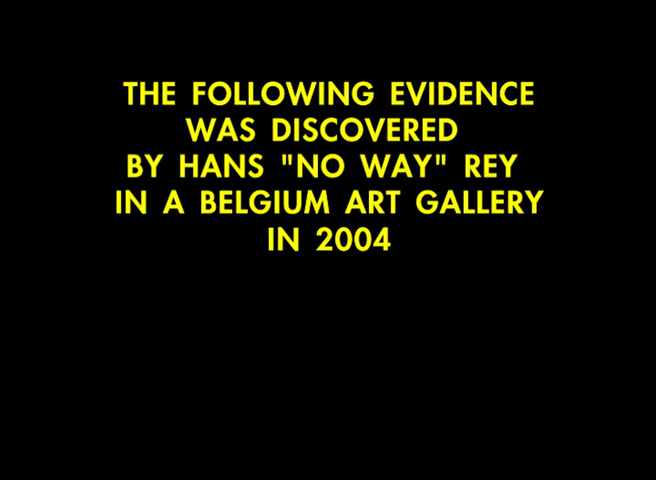 THE FOLLOWING EVIDENCE
WAS DISCOVERED
BY HANS "NO WAY" REY
IN A BELGIUM ART GALLERY
IN 2004